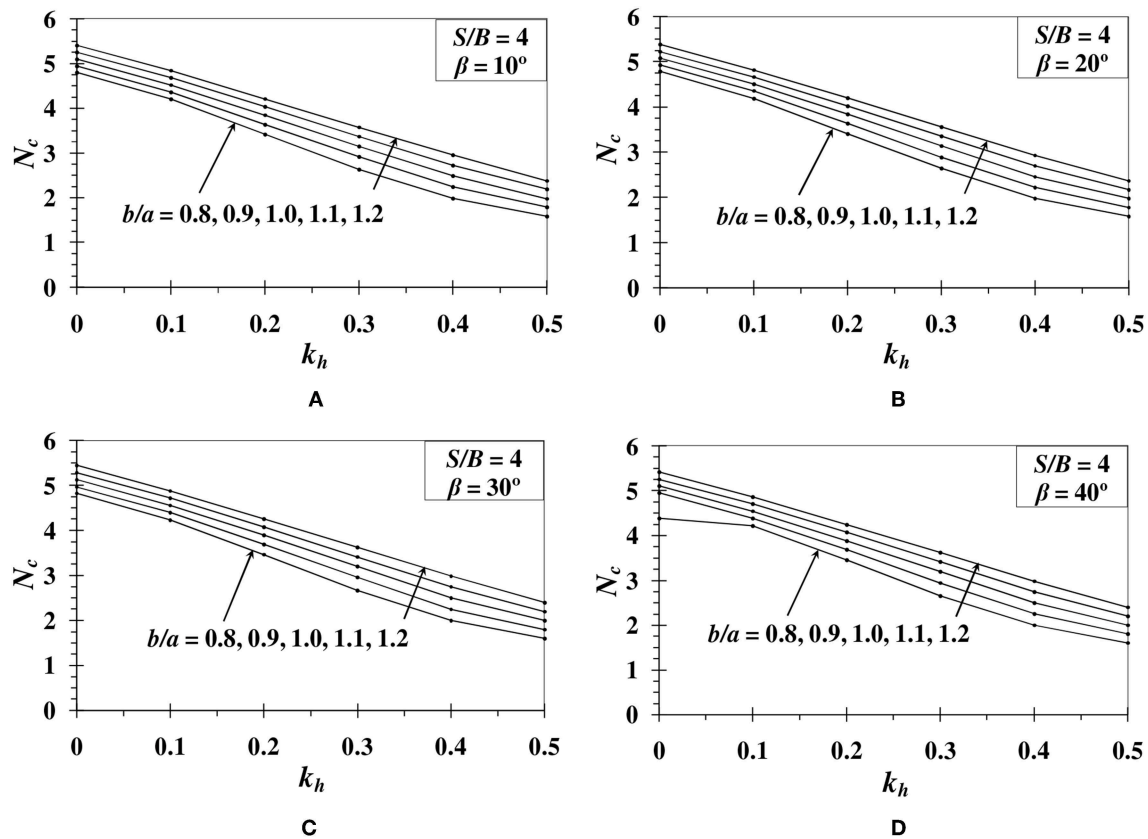 6
5
4
3
2
1
0
N_c
S/B = 4
β = 10º
b/a = 0.8, 0.9, 1.0, 1.1, 1.2
0 0.1 0.2 0.3 0.4 0.5
k_h
A
6
5
4
3
2
1
0
N_c
S/B = 4
β = 20º
b/a = 0.8, 0.9, 1.0, 1.1, 1.2
0 0.1 0.2 0.3 0.4 0.5
k_h
B
6
5
4
3
2
1
0
N_c
S/B = 4
β = 30º
b/a = 0.8, 0.9, 1.0, 1.1, 1.2
0 0.1 0.2 0.3 0.4 0.5
k_h
C
6
5
4
3
2
1
0
N_c
S/B = 4
β = 40º
b/a = 0.8, 0.9, 1.0, 1.1, 1.2
0 0.1 0.2 0.3 0.4 0.5
k_h
D